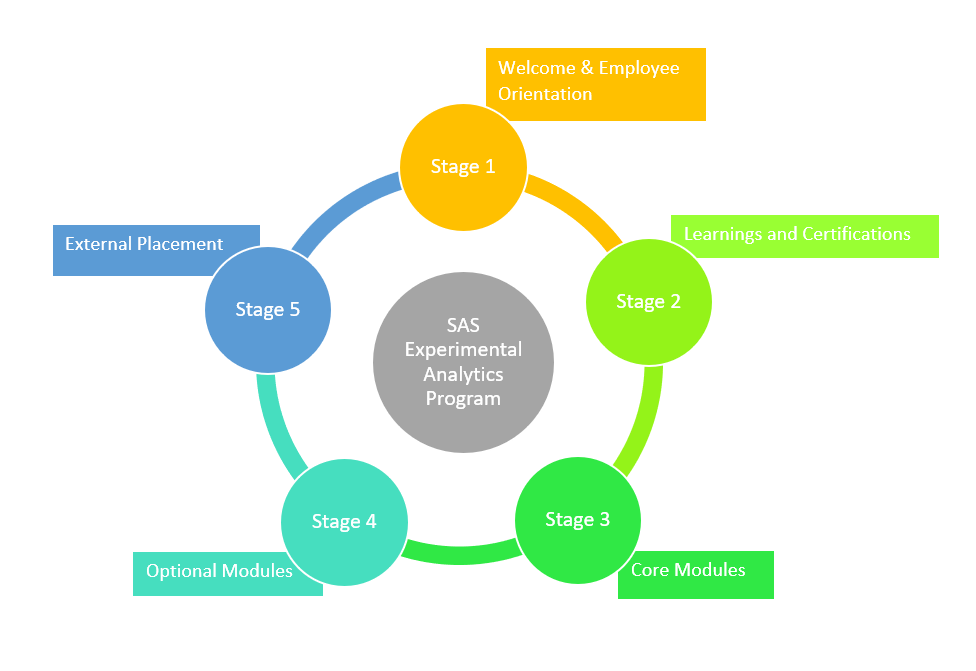 Welcome & Employee
Orientation
Stage 1
Learnings and Certifications
Stage 2
External Placement
Stage 5
SAS
Experimental
Analytics
Program
Stage 3
Core Modules
Stage 4
Optional Modules